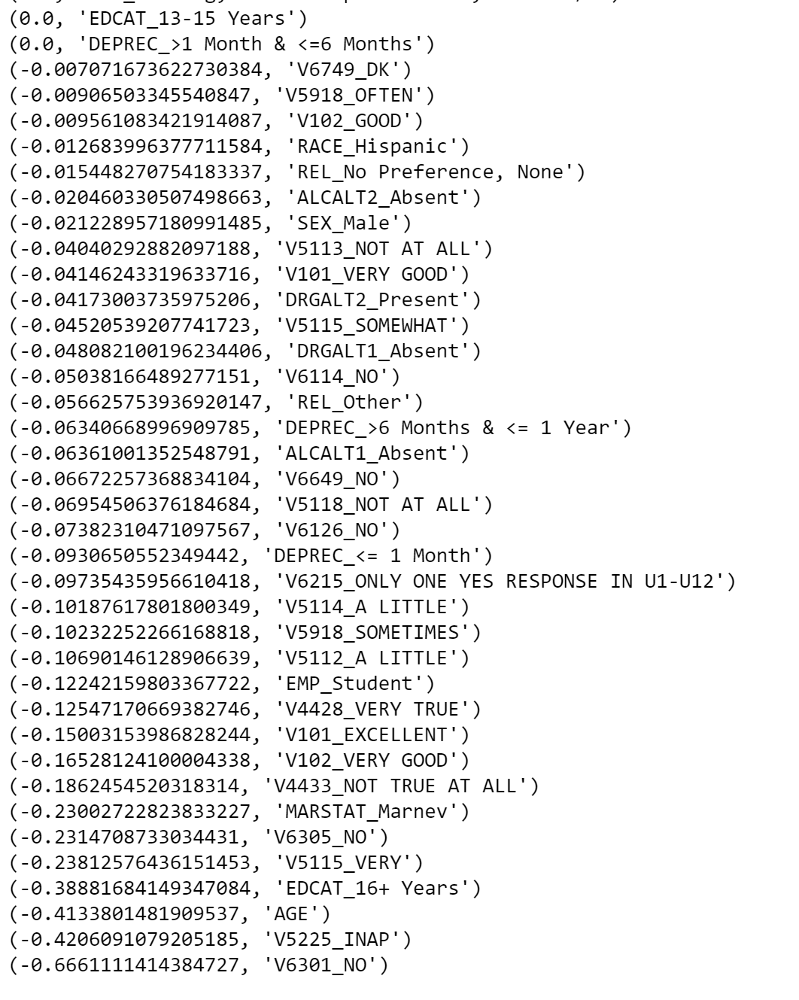 (0.0, 'EDCAT_13-15 Years')
(0.0, 'DEPREC_>1 Month & <=6 Months')
(-0.007071673622730384, 'V6749_DK')
(-0.00906503345540847, 'V5918_OFTEN')
(-0.009561083421914087, 'V102_GOOD')
(-0.012683996377711584, 'RACE_Hispanic')
(-0.015448270754183337, 'REL_No Preference, None')
(-0.020460330507498663, 'ALCALT2_Absent')
(-0.021228957180991485, 'SEX_Male')
(-0.04040292882097188, 'V5113_NOT AT ALL')
(-0.04146243319633716, 'V101_VERY GOOD')
(-0.04173003735975206, 'DRGALT2_Present')
(-0.04520539207741723, 'V5115_SOMEWHAT')
(-0.048082100196234406, 'DRGALT1_Absent')
(-0.05038166489277151, 'V6114_NO')
(-0.056625753936920147, 'REL_Other')
(-0.06340668996909785, 'DEPREC_>6 Months & <= 1 Year')
(-0.06361001352548791, 'ALCALT1_Absent')
(-0.06672257368834104, 'V6649_NO')
(-0.06954506376184684, 'V5118_NOT AT ALL')
(-0.07382310471097567, 'V6126_NO')
(-0.0930650552349442, 'DEPREC_<= 1 Month')
(-0.09735435956610418, 'V6215_ONLY ONE YES RESPONSE IN U1-U12')
(-0.10187617801800349, 'V5114_A LITTLE')
(-0.10232252266168818, 'V5918_SOMETIMES')
(-0.10690146128906639, 'V5112_A LITTLE')
(-0.12242159803367722, 'EMP_Student')
(-0.12547170669382746, 'V4428_VERY TRUE')
(-0.15003153986828244, 'V101_EXCELLENT')
(-0.16528124100004338, 'V102_VERY GOOD')
(-0.1862454520318314, 'V4433_NOT TRUE AT ALL')
(-0.23002722823833227, 'MARSTAT_Marnev')
(-0.2314708733034431, 'V6305_NO')
(-0.23812576436151453, 'V5115_VERY')
(-0.38881684149347084, 'EDCAT_16+ Years')
(-0.4133801481909537, 'AGE')
(-0.4206091079205185, 'V5225_INAP')
(-0.6661111414384727, 'V6301_NO')